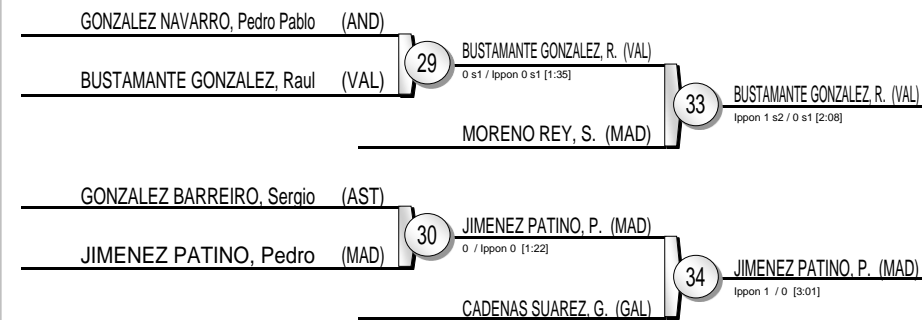 GONZALEZ NAVARRO, Pedro Pablo (AND)
29
BUSTAMANTE GONZALEZ, R. (VAL)
0 s1 / Ippon 0 s1 [1:35]
BUSTAMANTE GONZALEZ, Raul (VAL)
33
BUSTAMANTE GONZALEZ, R. (VAL)
Ippon 1 s2 / 0 s1 [2:08]
MORENO REY, S. (MAD)
GONZALEZ BARREIRO, Sergio (AST)
30
JIMENEZ PATINO, P. (MAD)
0 / Ippon 0 [1:22]
JIMENEZ PATINO, Pedro (MAD)
34
JIMENEZ PATINO, P. (MAD)
Ippon 1 / 0 [3:01]
CADENAS SUAREZ, G. (GAL)